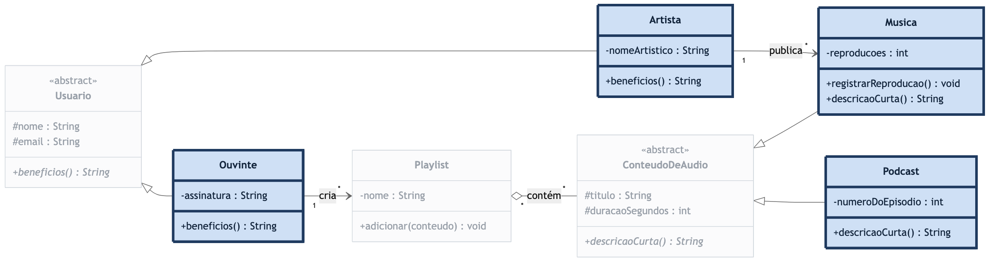 «abstract»
Usuario
#nome : String
#email : String
+beneficios() : String
Ouvinte
-assinatura : String
+beneficios() : String
1
cria
*
Playlist
-nome : String
+adicionar(conteudo) : void
*
contém
*
Artista
-nomeArtistico : String
+beneficios() : String
1
publica
*
Musica
-reproducoes : int
+registrarReproducao() : void
+descricaoCurta() : String
«abstract»
ConteudoDeAudio
#titulo : String
#duracaoSegundos : int
+descricaoCurta() : String
Podcast
-numeroDoEpisodio : int
+descricaoCurta() : String